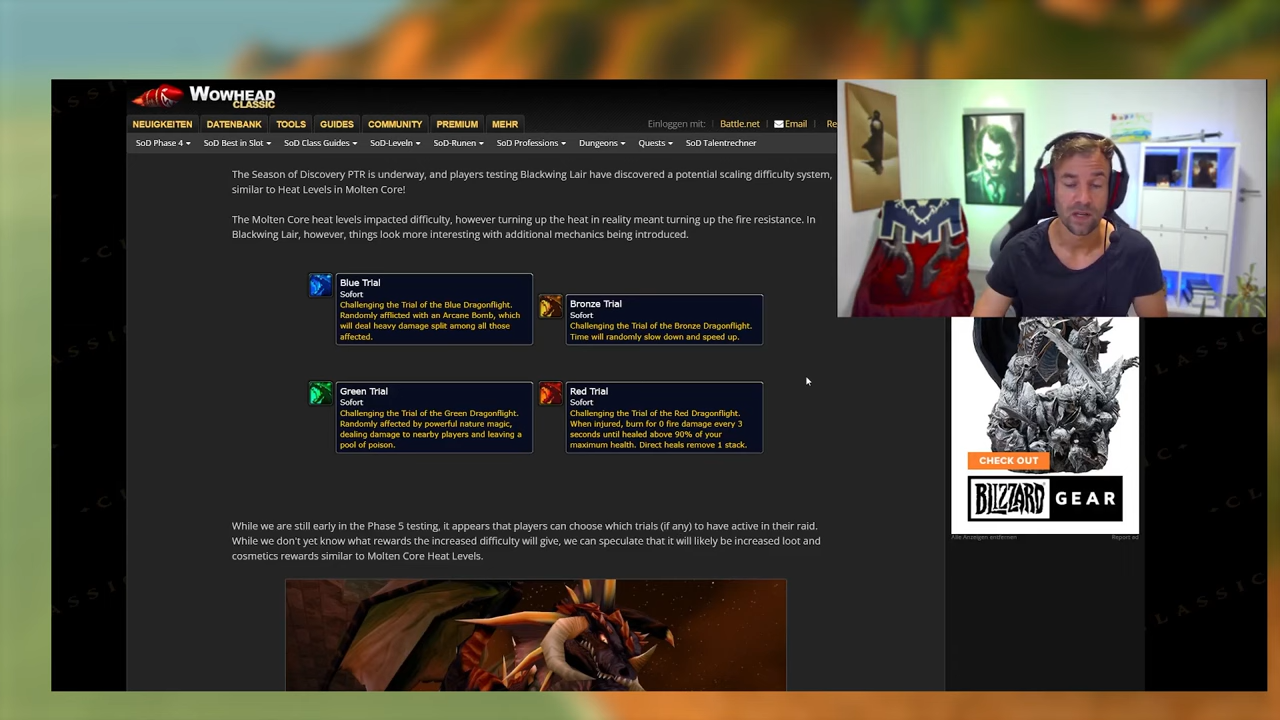 WOWHEAD
CLASSIC
NEUIGKEITEN DATENBANK TOOLS GUIDES COMMUNITY PREMIUM MEHR Einloggen mit: Battle.net Email Re
SoD Phase 4 SoD Best in Slot SoD Class Guides SoD-Leveln SoD-Runen SoD Professions Dungeons Quests SoD Talentrechner
The Season of Discovery PTR is underway, and players testing Blackwing Lair have discovered a potential scaling difficulty system,
similar to Heat Levels in Molten Core!
The Molten Core heat levels impacted difficulty, however turning up the heat in reality meant turning up the fire resistance. In
Blackwing Lair, however, things look more interesting with additional mechanics being introduced.
Blue Trial
Sofort
Challenging the Trial of the Blue Dragonflight.
Randomly afflicted with an Arcane Bomb, which
will deal heavy damage split among all those
affected.
Bronze Trial
Sofort
Challenging the Trial of the Bronze Dragonflight.
Time will randomly slow down and speed up.
Green Trial
Sofort
Challenging the Trial of the Green Dragonflight.
Randomly affected by powerful nature magic,
dealing damage to nearby players and leaving a
pool of poison.
Red Trial
Sofort
Challenging the Trial of the Red Dragonflight.
When injured, burn for 0 fire damage every 3
seconds until healed above 90% of your
maximum health. Direct heals remove 1 stack.
While we are still early in the Phase 5 testing, it appears that players can choose which trials (if any) to have active in their raid.
While we don't yet know what rewards the increased difficulty will give, we can speculate that it will likely be increased loot and
cosmetics rewards similar to Molten Core Heat Levels.
CHECK OUT
BLIZZARD GEAR
Alle Anzeigen entfernen Report ad